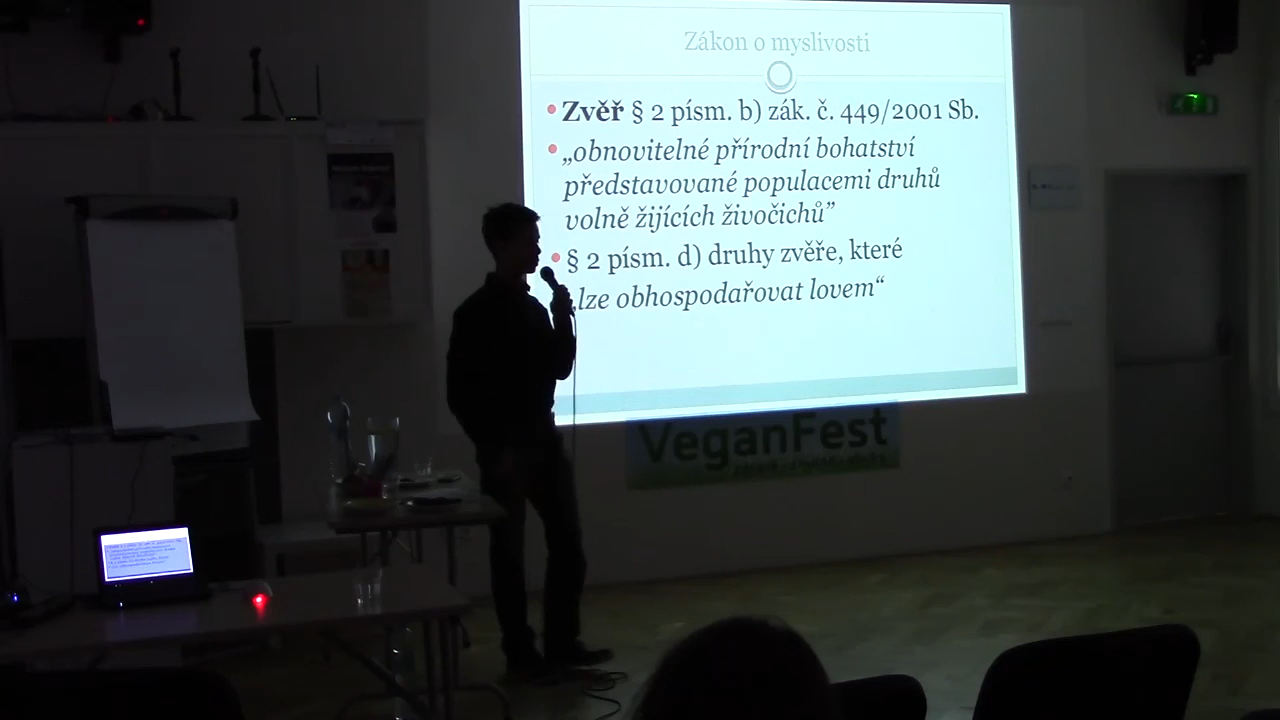 Zákon o myslivosti
Zvěř § 2 písm. b) zák. č. 449/2001 Sb.
„obnovitelné přírodní bohatství
představované populacemi druhů
volně žijících živočichů”
§ 2 písm. d) druhy zvěře, které
„lze obhospodařovat lovem“
VeganFest